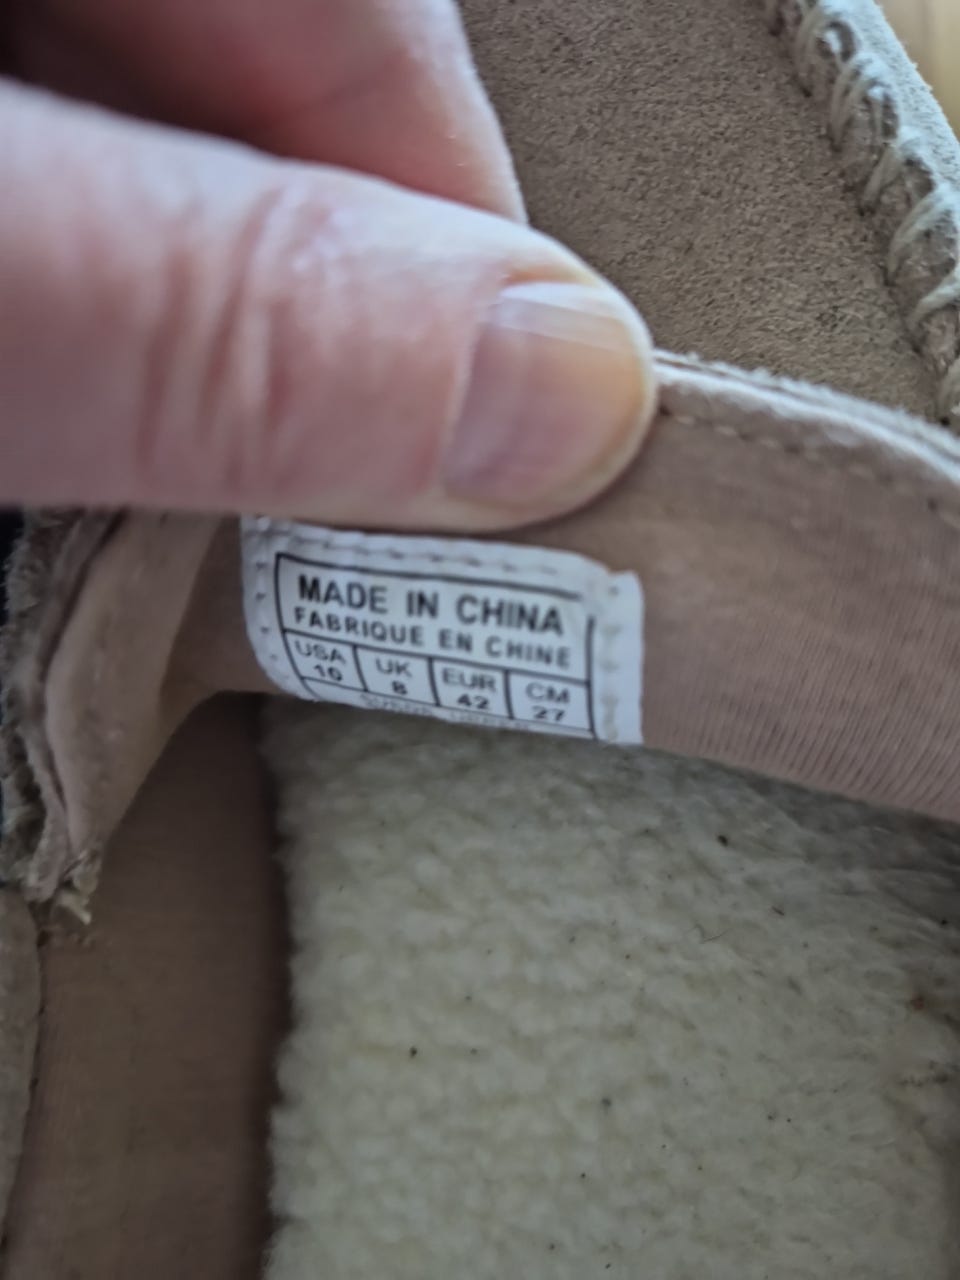 MADE IN CHINA
FABRIQUE EN CHINE
USA UK EUR CM
10 8 42 27